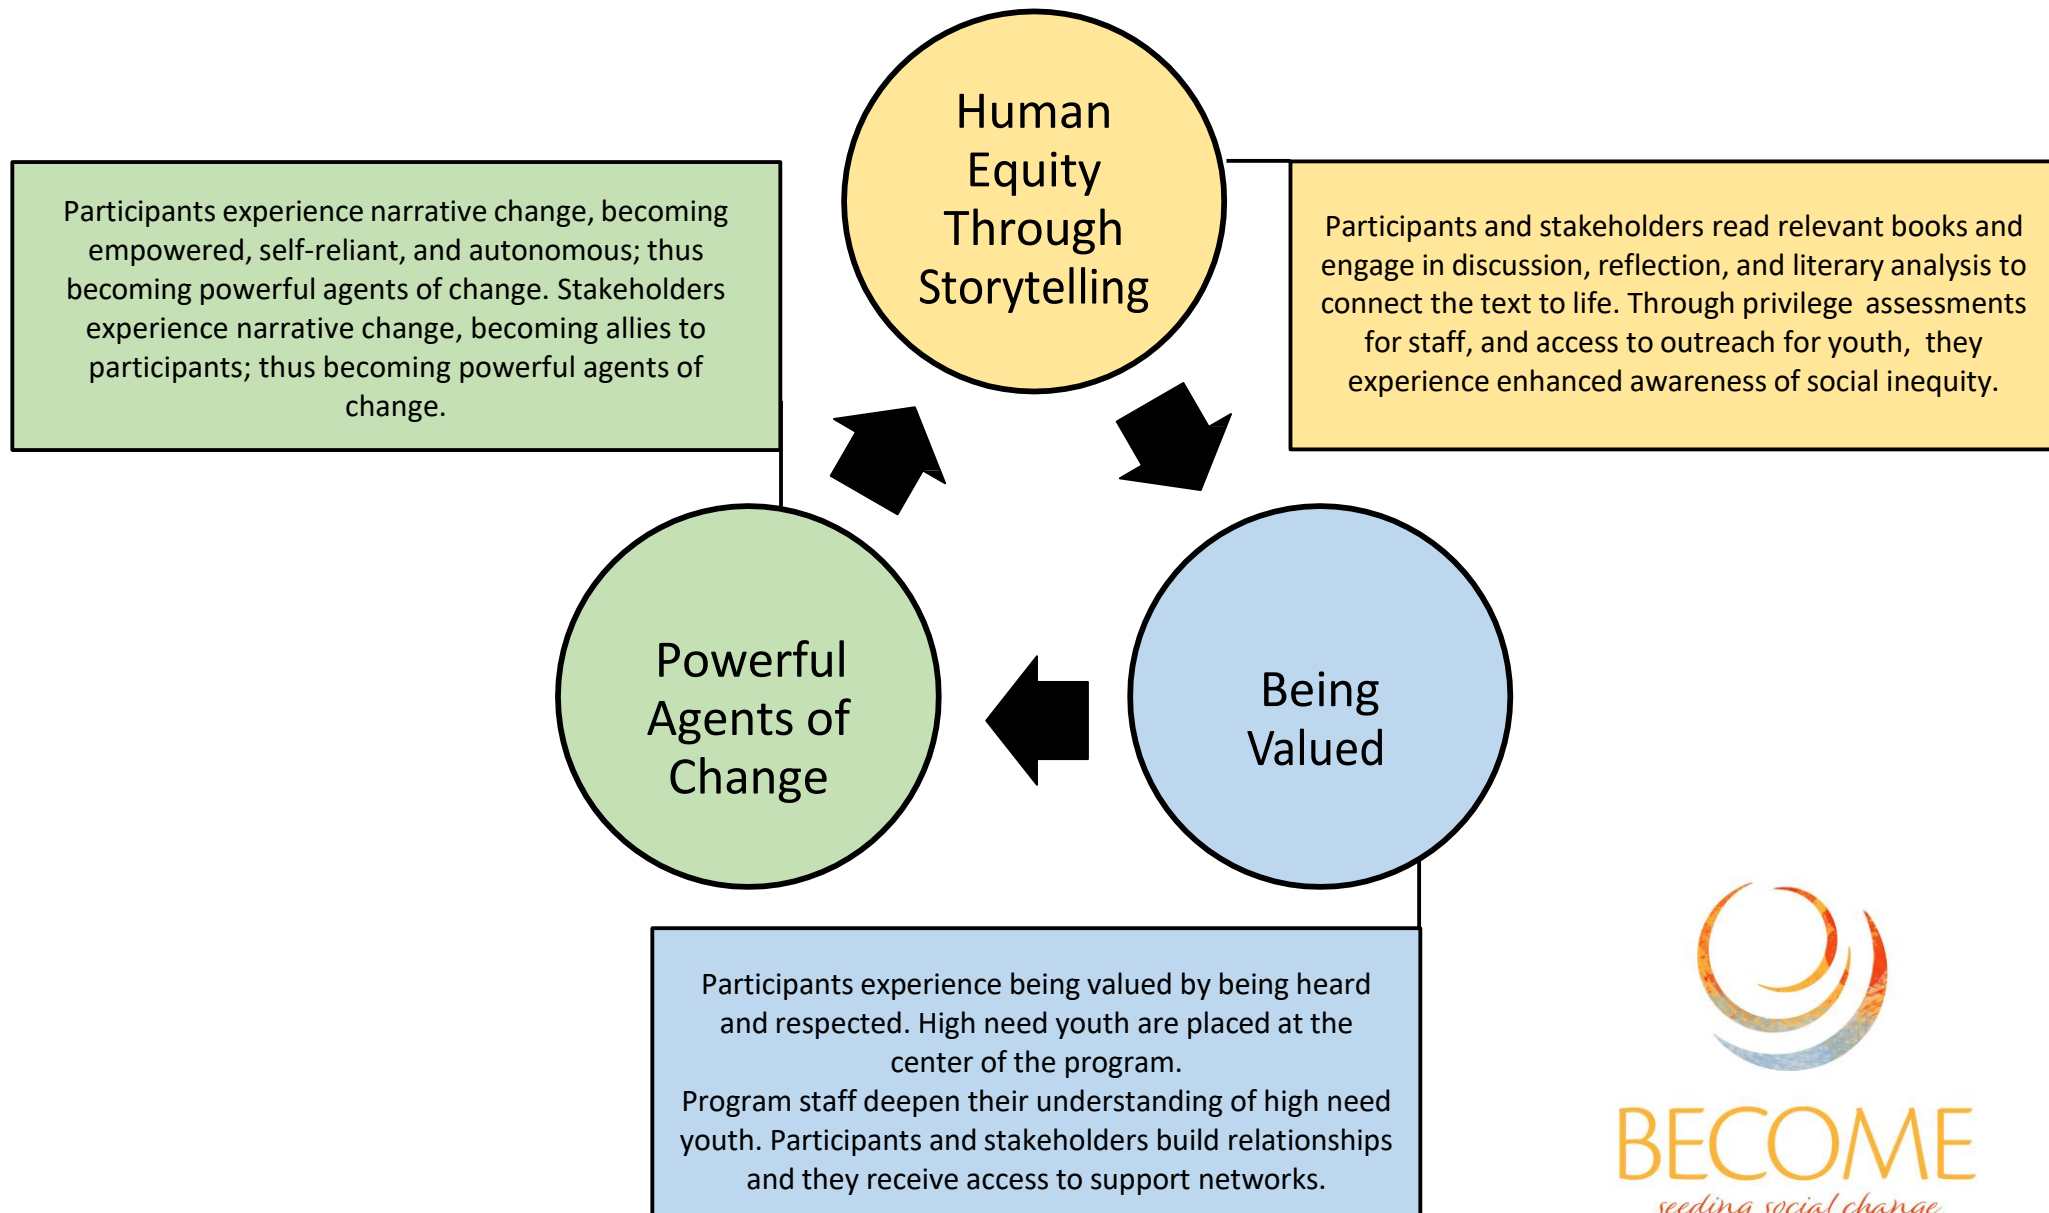 Human
Equity
Through
Storytelling
Participants experience narrative change, becoming
empowered, self-reliant, and autonomous; thus
becoming powerful agents of change. Stakeholders
experience narrative change, becoming allies to
participants; thus becoming powerful agents of
change.
Participants and stakeholders read relevant books and
engage in discussion, reflection, and literary analysis to
connect the text to life. Through privilege assessments
for staff, and access to outreach for youth, they
experience enhanced awareness of social inequity.
Powerful
Agents of
Change
Being
Valued
Participants experience being valued by being heard
and respected. High need youth are placed at the
center of the program.
Program staff deepen their understanding of high need
youth. Participants and stakeholders build relationships
and they receive access to support networks.
BECOME
seeding social change